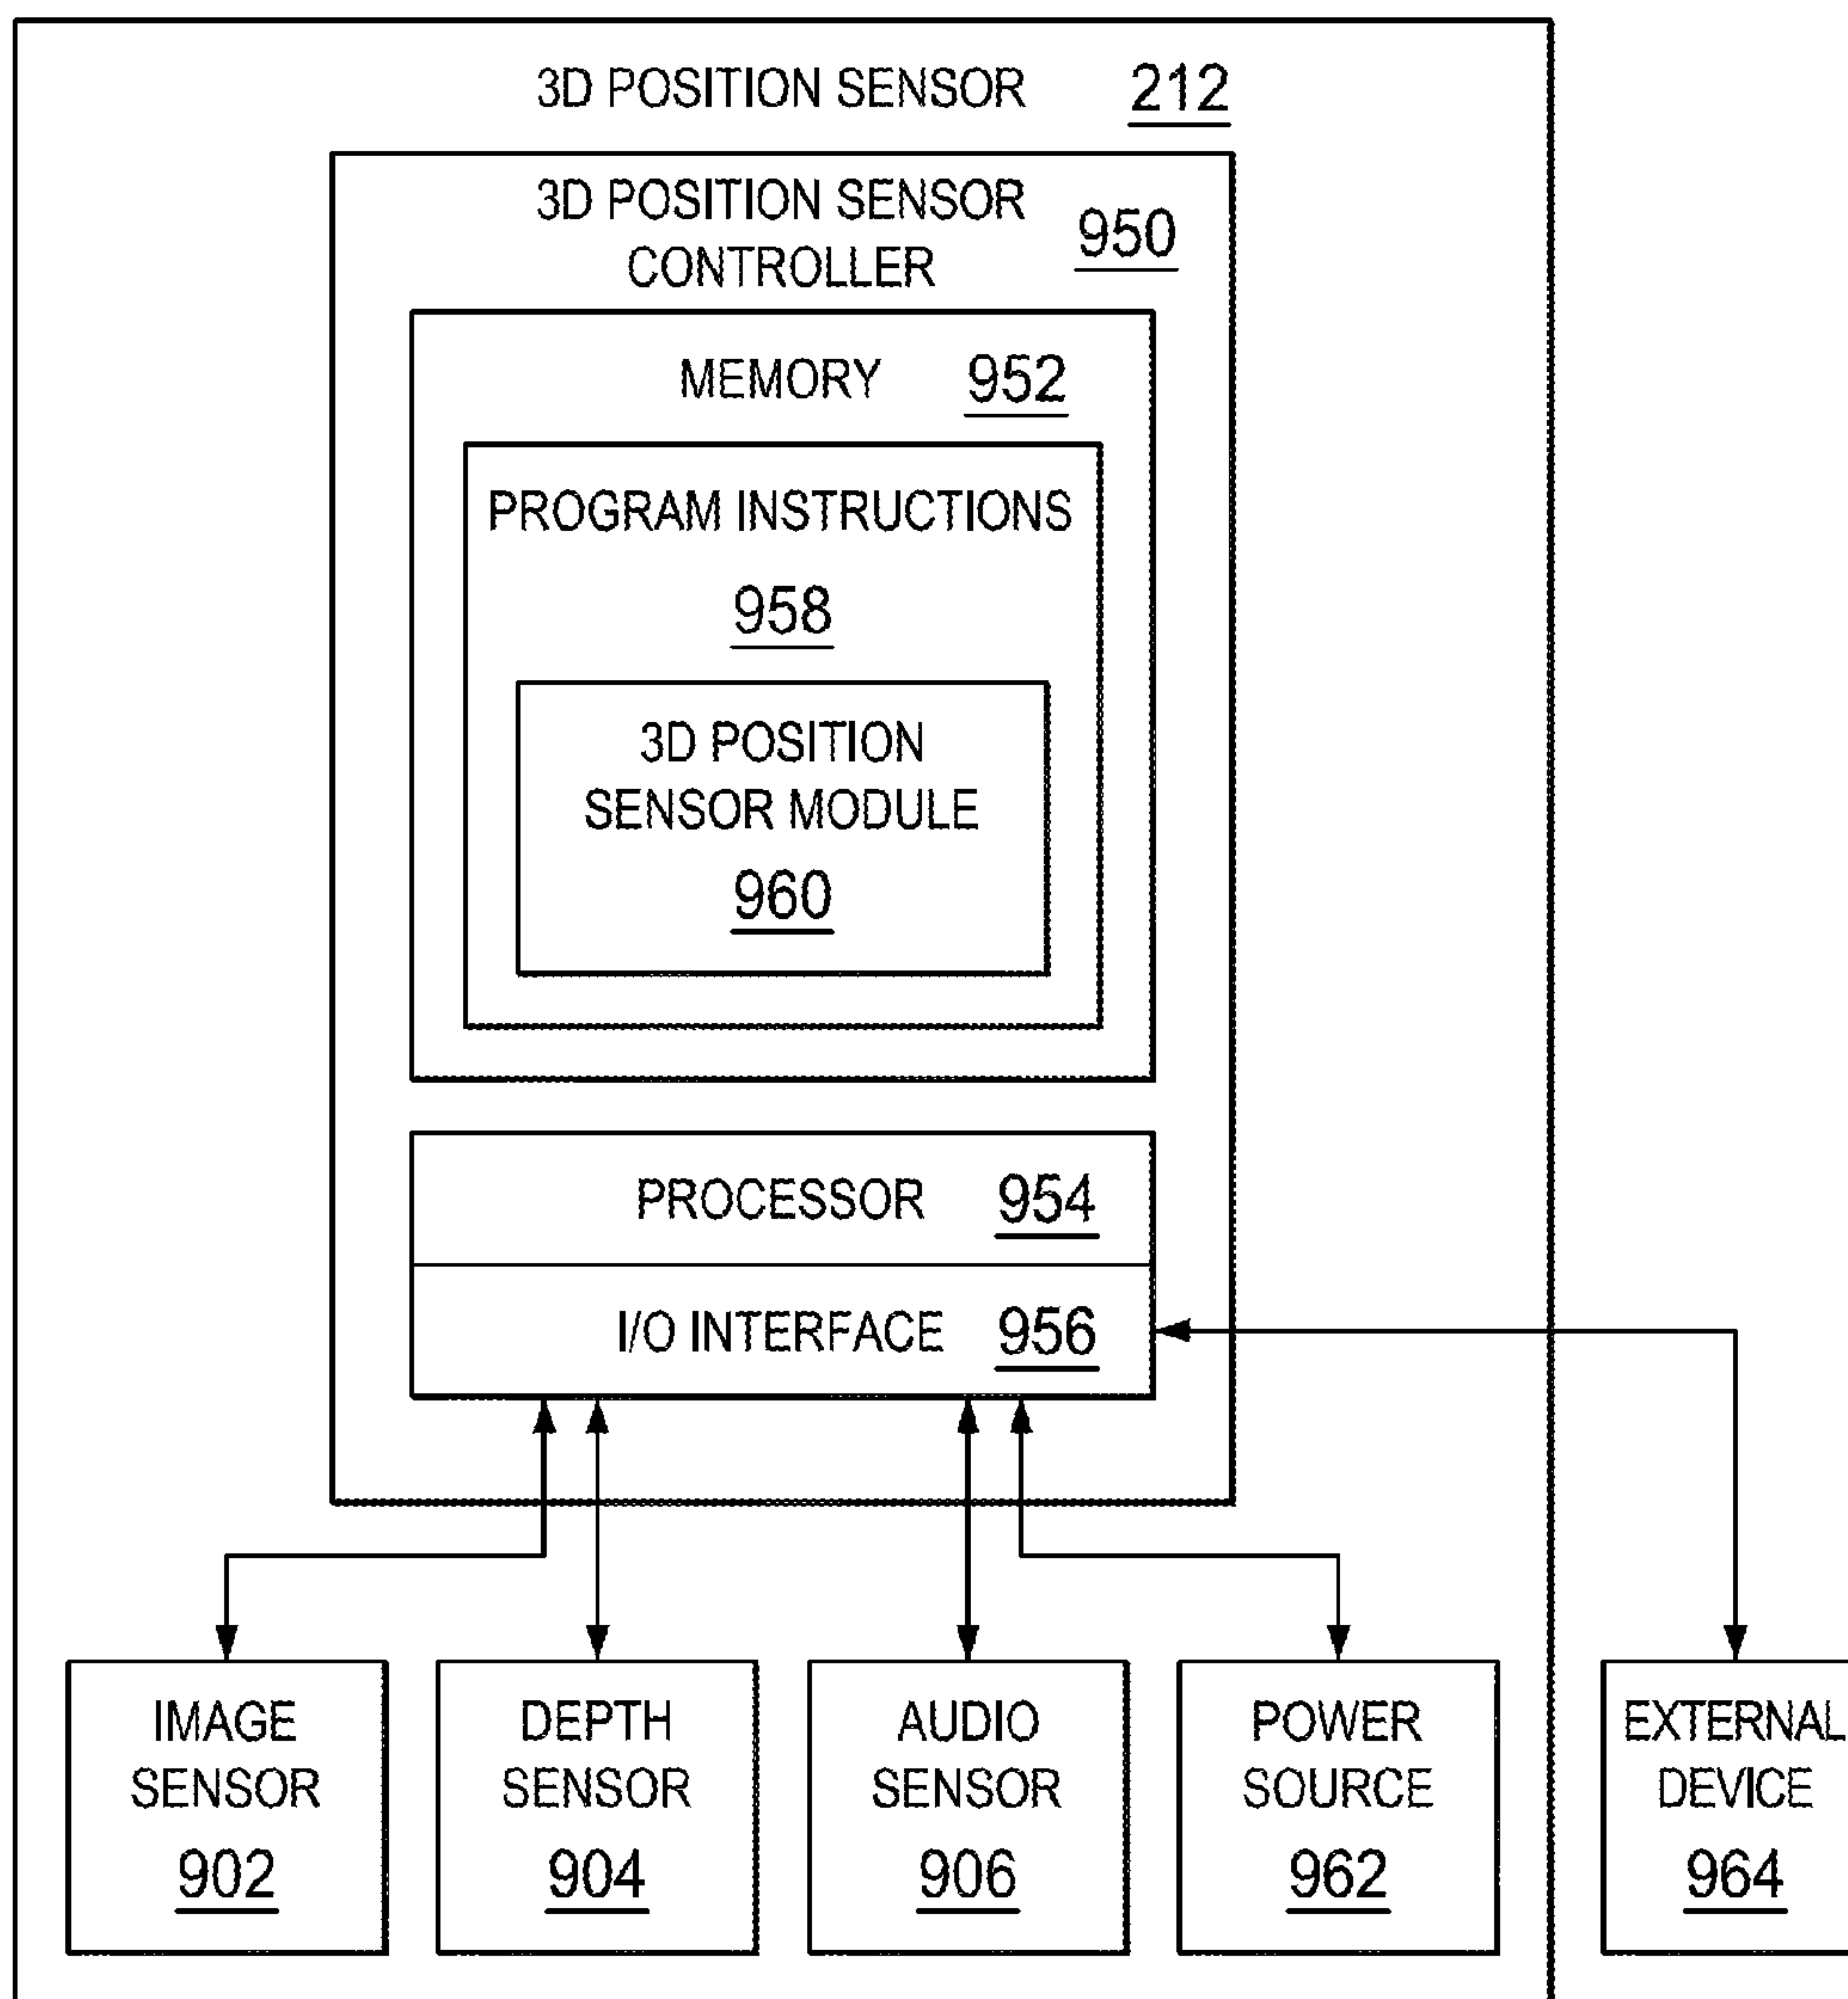 3D POSITION SENSOR 212
3D POSITION SENSOR
CONTROLLER 950
MEMORY 952
PROGRAM INSTRUCTIONS
958
3D POSITION
SENSOR MODULE
960
PROCESSOR 954
I/O INTERFACE 956
IMAGE
SENSOR
902
DEPTH
SENSOR
904
AUDIO
SENSOR
906
POWER
SOURCE
962
EXTERNAL
DEVICE
964